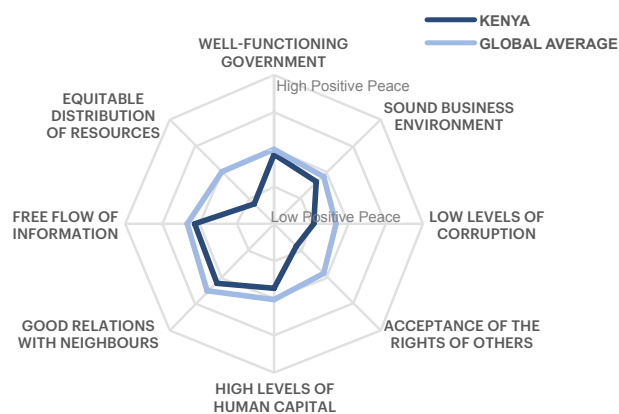 KENYA
GLOBAL AVERAGE
WELL-FUNCTIONING
GOVERNMENT
High Positive Peace
EQUITABLE
DISTRIBUTION
OF RESOURCES
SOUND BUSINESS
ENVIRONMENT
FREE FLOW OF
INFORMATION
Low Positive Peace
LOW LEVELS OF
CORRUPTION
GOOD RELATIONS
WITH NEIGHBOURS
ACCEPTANCE OF THE
RIGHTS OF OTHERS
HIGH LEVELS OF
HUMAN CAPITAL